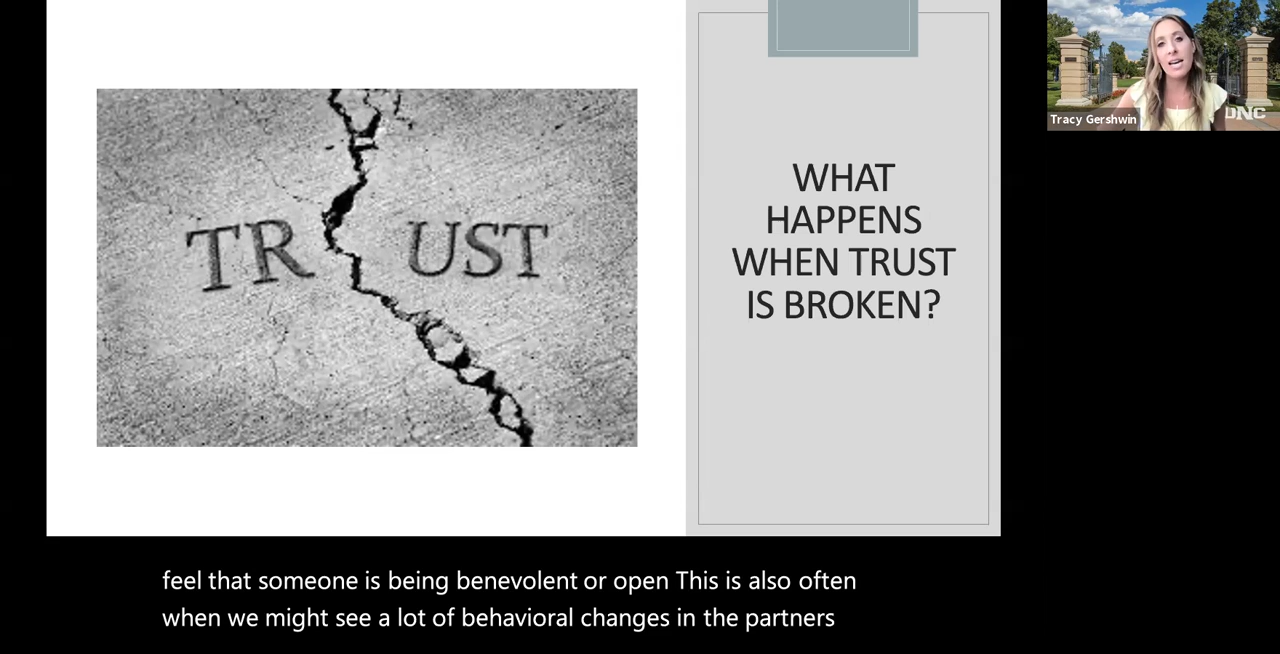 TR UST
WHAT
HAPPENS
WHEN TRUST
IS BROKEN?
Tracy Gershwin
UNC
feel that someone is being benevolent or open This is also often
when we might see a lot of behavioral changes in the partners